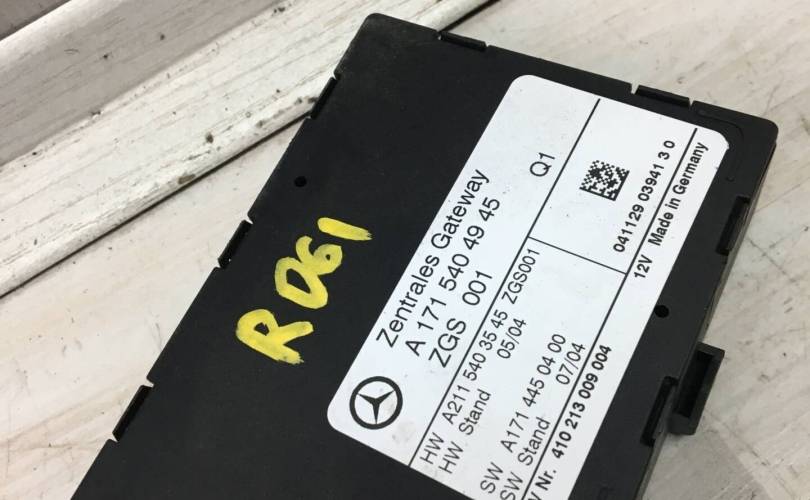 R 061
Zentrales Gateway
A 171 540 49 45
ZGS 001
Q1
HW A211 540 35 45 ZGS001
HW Stand 05/04
SW A171 445 04 00
SW Stand 07/04
Nr. 410 213 009 004
041129 03941 3 0
12V Made in Germany